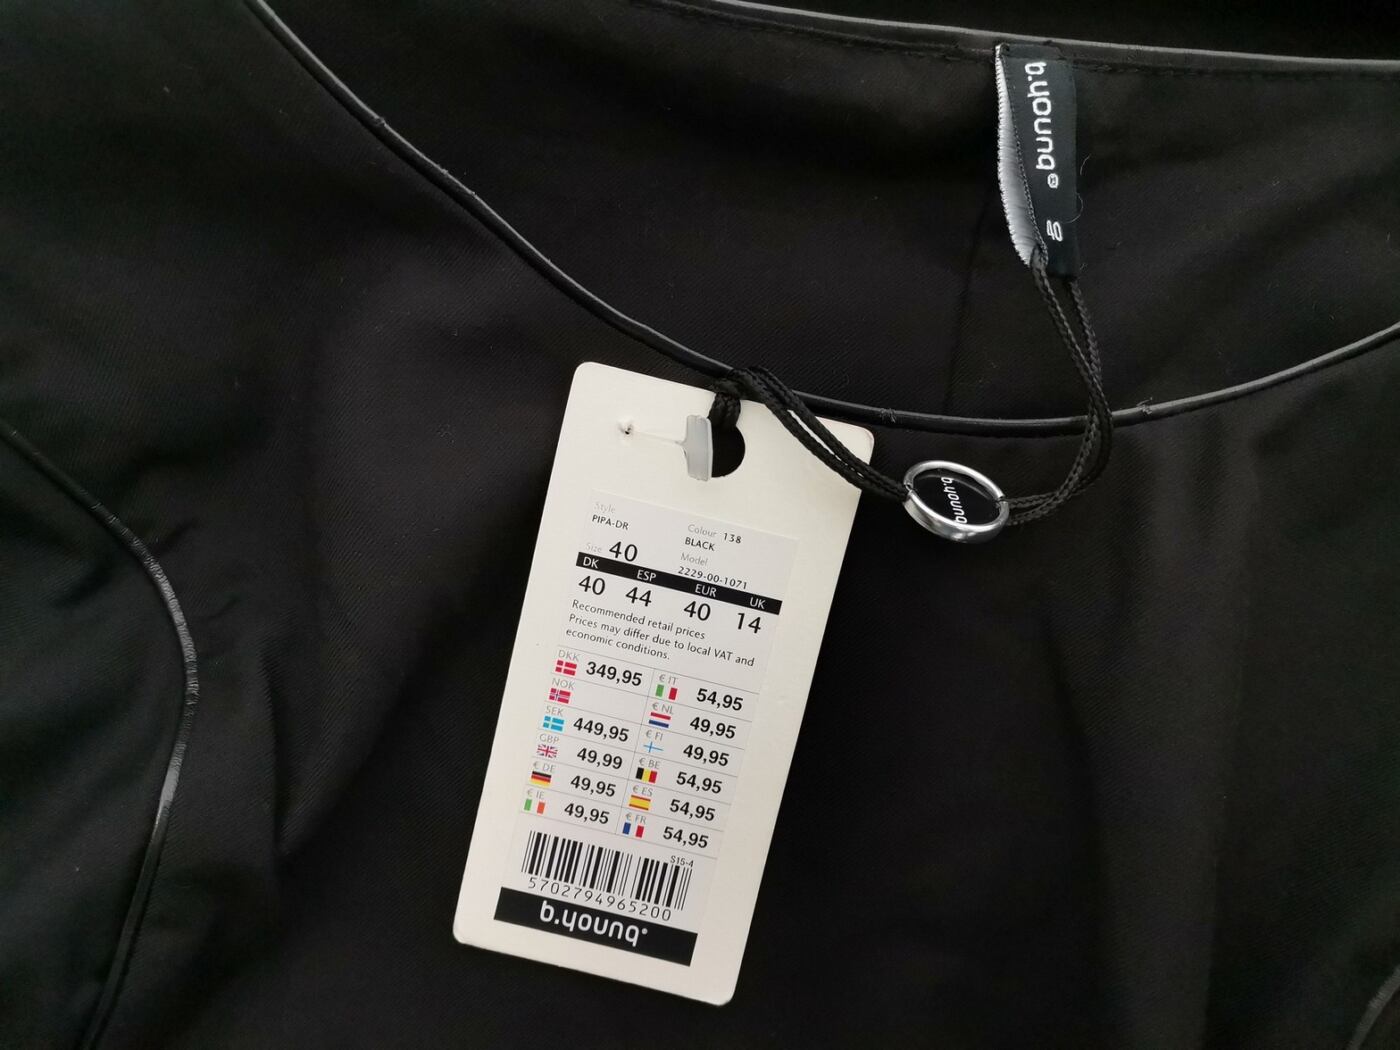 b.young®
40
b.young
Style
PIPA-DR
Colour 138
BLACK
Size 40
Model
2229-00-1071
DK ESP EUR UK
40 44 40 14
Recommended retail prices
Prices may differ due to local VAT and
economic conditions.
DKK 349,95 € IT 54,95
NOK € NL 49,95
SEK 449,95 € FI 49,95
GBP 49,99 € BE 54,95
€ DE 49,95 € ES 54,95
€ IE 49,95 € FR 54,95
S15-4
5702794965200
b.young